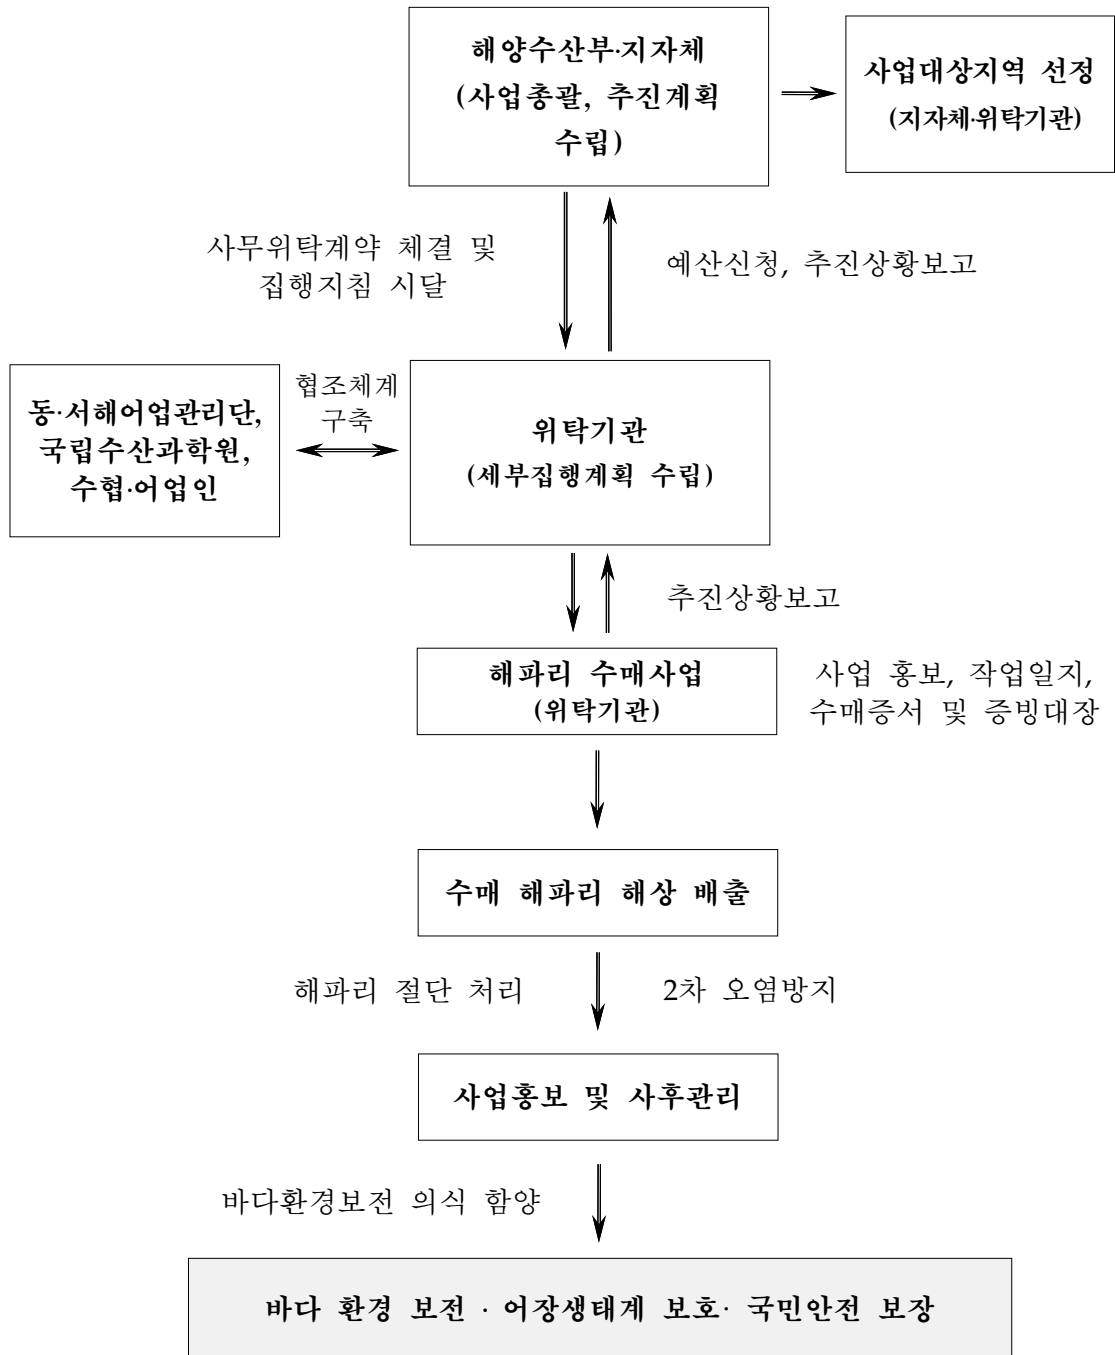 해양수산부·지자체
(사업총괄, 추진계획
수립)
사업대상지역 선정
(지자체·위탁기관)
사무위탁계약 체결 및
집행지침 시달
예산신청, 추진상황보고
동·서해어업관리단,
국립수산과학원,
수협·어업인
협조체계
구축
위탁기관
(세부집행계획 수립)
추진상황보고
해파리 수매사업
(위탁기관)
사업 홍보, 작업일지,
수매증서 및 증빙대장
수매 해파리 해상 배출
해파리 절단 처리
2차 오염방지
사업홍보 및 사후관리
바다환경보전 의식 함양
바다 환경 보전 · 어장생태계 보호· 국민안전 보장